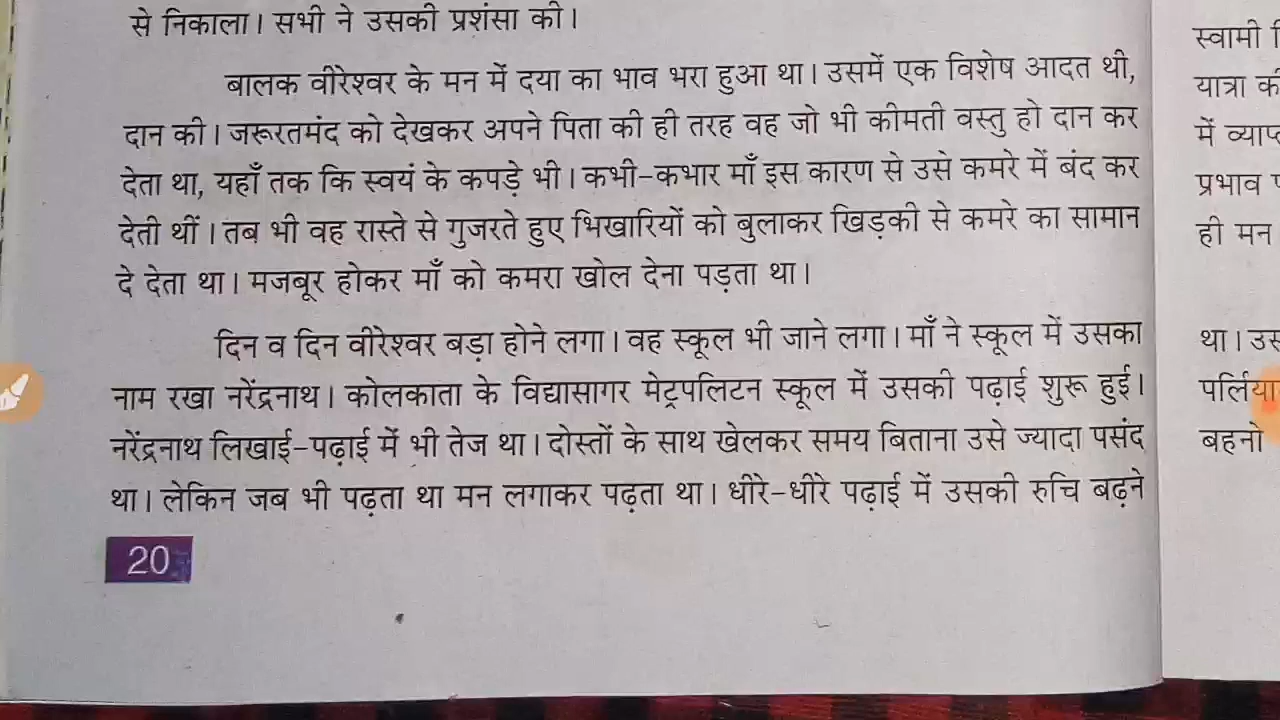 से निकाला। सभी ने उसकी प्रशंसा की।
बालक वीरेश्वर के मन में दया का भाव भरा हुआ था। उसमें एक विशेष आदत थी,
दान की। जरूरतमंद को देखकर अपने पिता की ही तरह वह जो भी कीमती वस्तु हो दान कर
देता था, यहाँ तक कि स्वयं के कपड़े भी। कभी-कभार माँ इस कारण से उसे कमरे में बंद कर
देती थीं। तब भी वह रास्ते से गुजरते हुए भिखारियों को बुलाकर खिड़की से कमरे का सामान
दे देता था। मजबूर होकर माँ को कमरा खोल देना पड़ता था।
दिन व दिन वीरेश्वर बड़ा होने लगा। वह स्कूल भी जाने लगा। माँ ने स्कूल में उसका
नाम रखा नरेंद्रनाथ। कोलकाता के विद्यासागर मेट्रपलिटन स्कूल में उसकी पढ़ाई शुरू हुई।
नरेंद्रनाथ लिखाई-पढ़ाई में भी तेज था। दोस्तों के साथ खेलकर समय बिताना उसे ज्यादा पसंद
था। लेकिन जब भी पढ़ता था मन लगाकर पढ़ता था। धीरे-धीरे पढ़ाई में उसकी रुचि बढ़ने
20
स्वामी
यात्रा
में
प्रभाव
ही मन
था।
बहनो